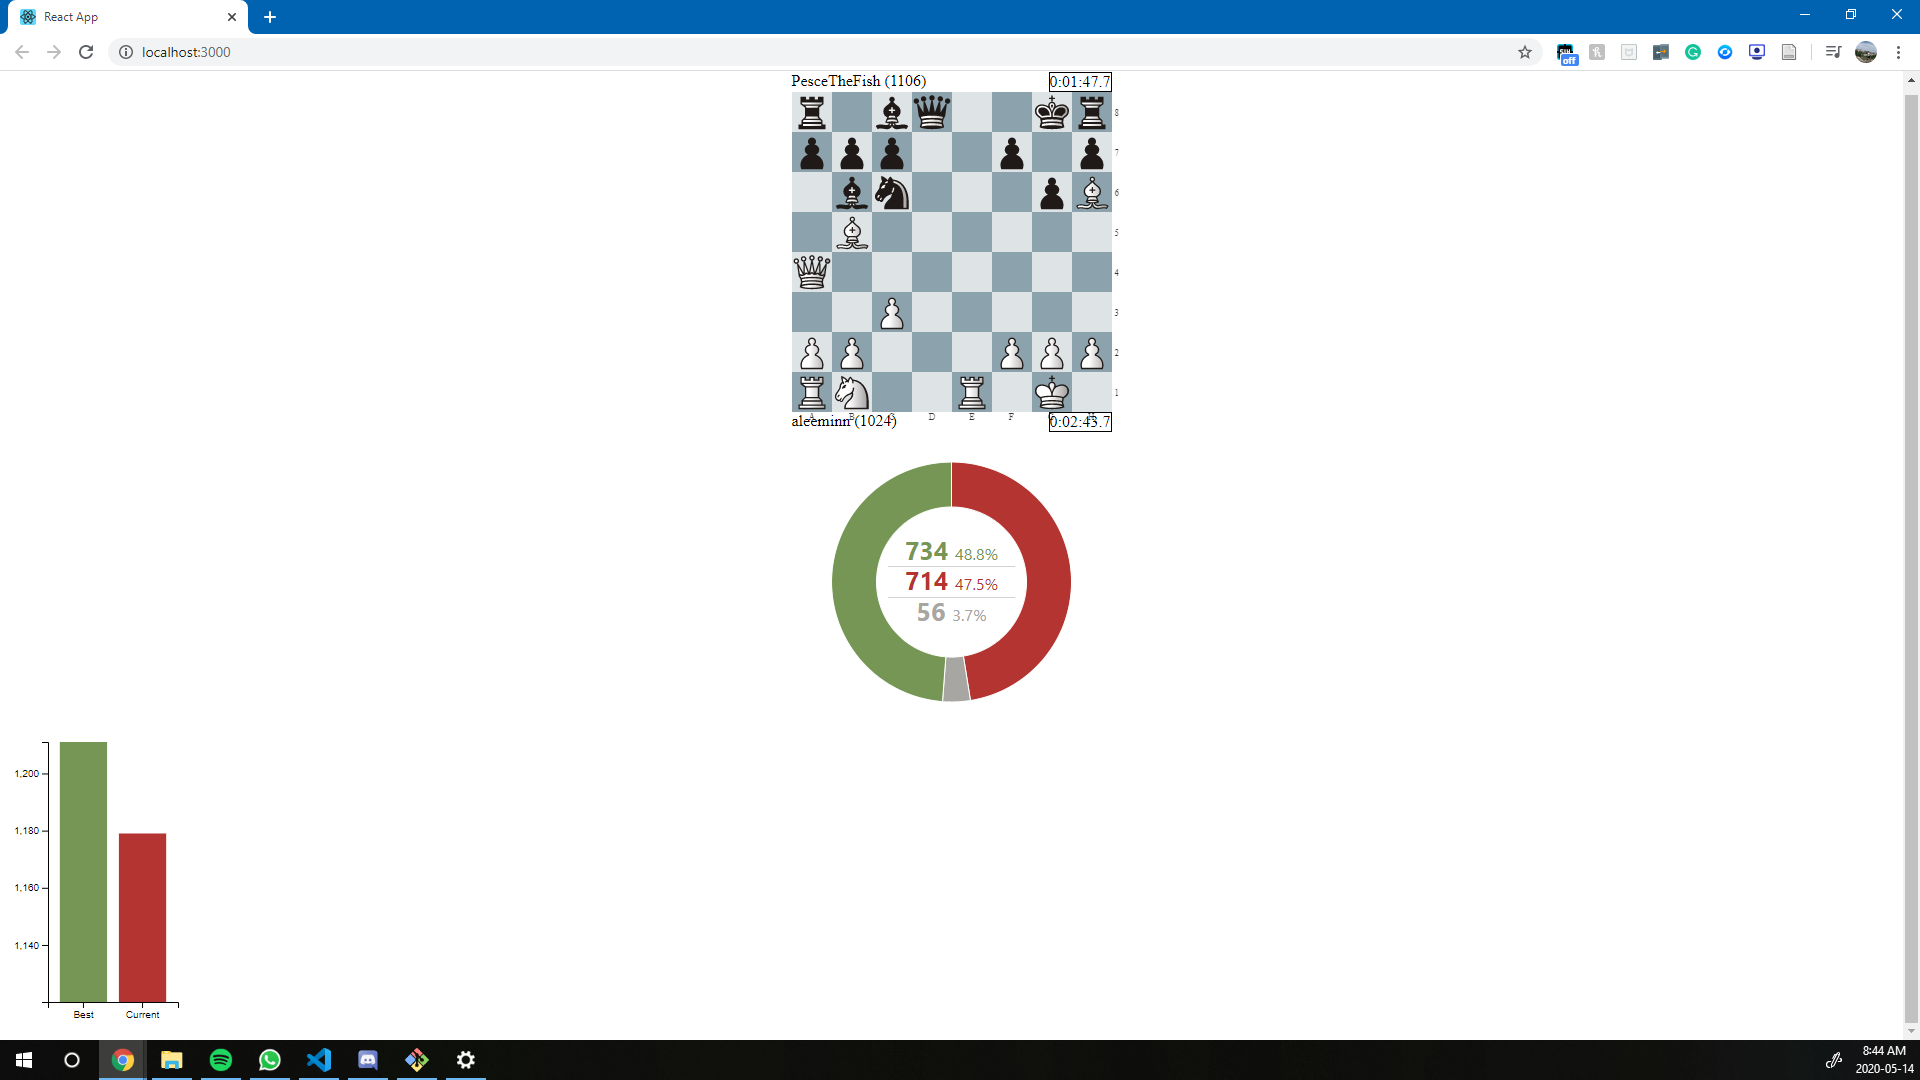 React App
localhost:3000
off
PesceTheFish (1106) 0:01:47.7
8
7
6
5
4
3
2
1
A B C D E F G H
aleeminn (1024) 0:02:43.7
734 48.8%
714 47.5%
56 3.7%
1,200
1,180
1,160
1,140
Best Current
8:44 AM
2020-05-14